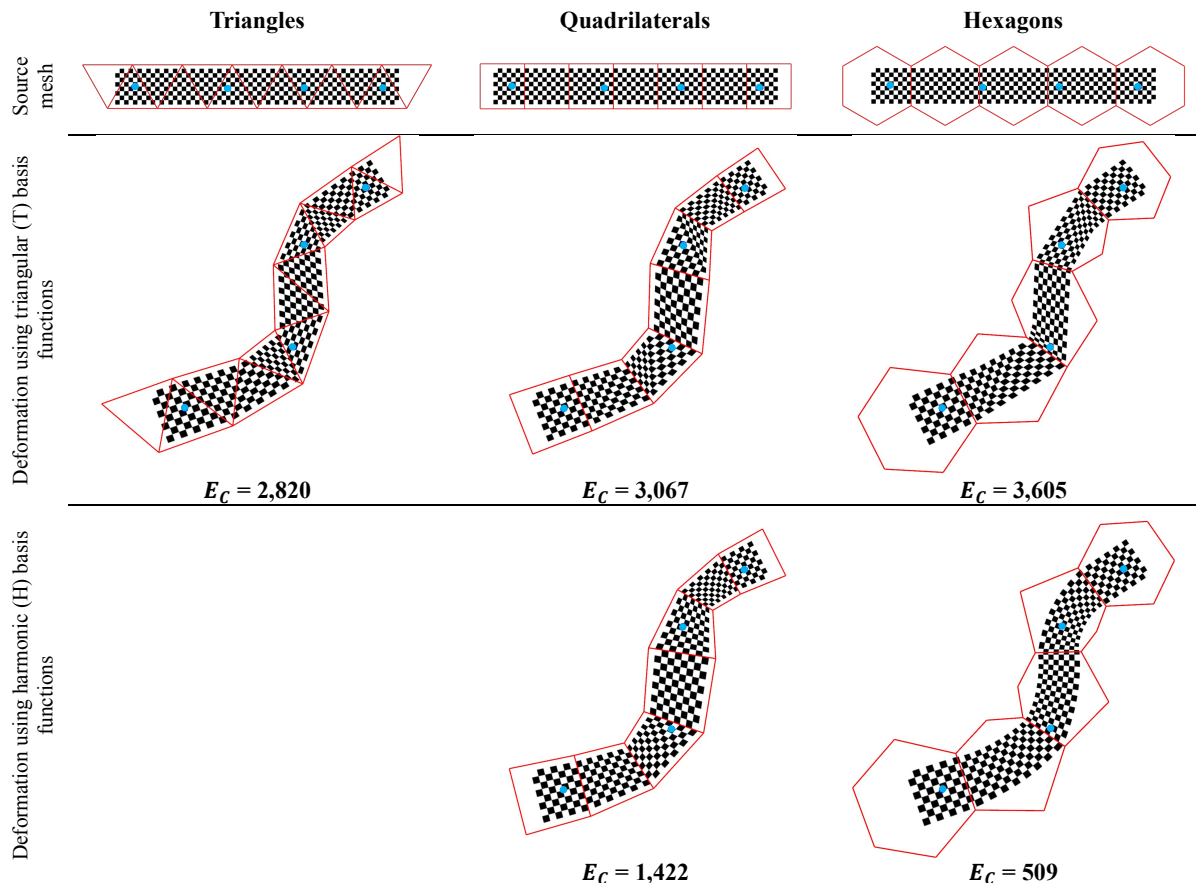 Triangles
Quadrilaterals
Hexagons
Source
mesh
Deformation using triangular (T) basis
functions
E_C = 2,820
E_C = 3,067
E_C = 3,605
Deformation using harmonic (H) basis
functions
E_C = 1,422
E_C = 509